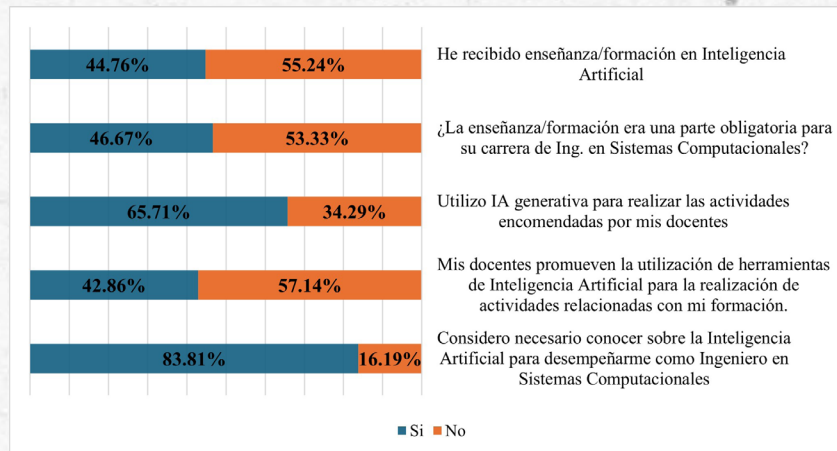 44.76% 55.24%
He recibido enseñanza/formación en Inteligencia
Artificial
46.67% 53.33%
¿La enseñanza/formación era una parte obligatoria para
su carrera de Ing. en Sistemas Computacionales?
65.71% 34.29%
Utilizo IA generativa para realizar las actividades
encomendadas por mis docentes
42.86% 57.14%
Mis docentes promueven la utilización de herramientas
de Inteligencia Artificial para la realización de
actividades relacionadas con mi formación.
83.81% 16.19%
Considero necesario conocer sobre la Inteligencia
Artificial para desempeñarme como Ingeniero en
Sistemas Computacionales
Si No